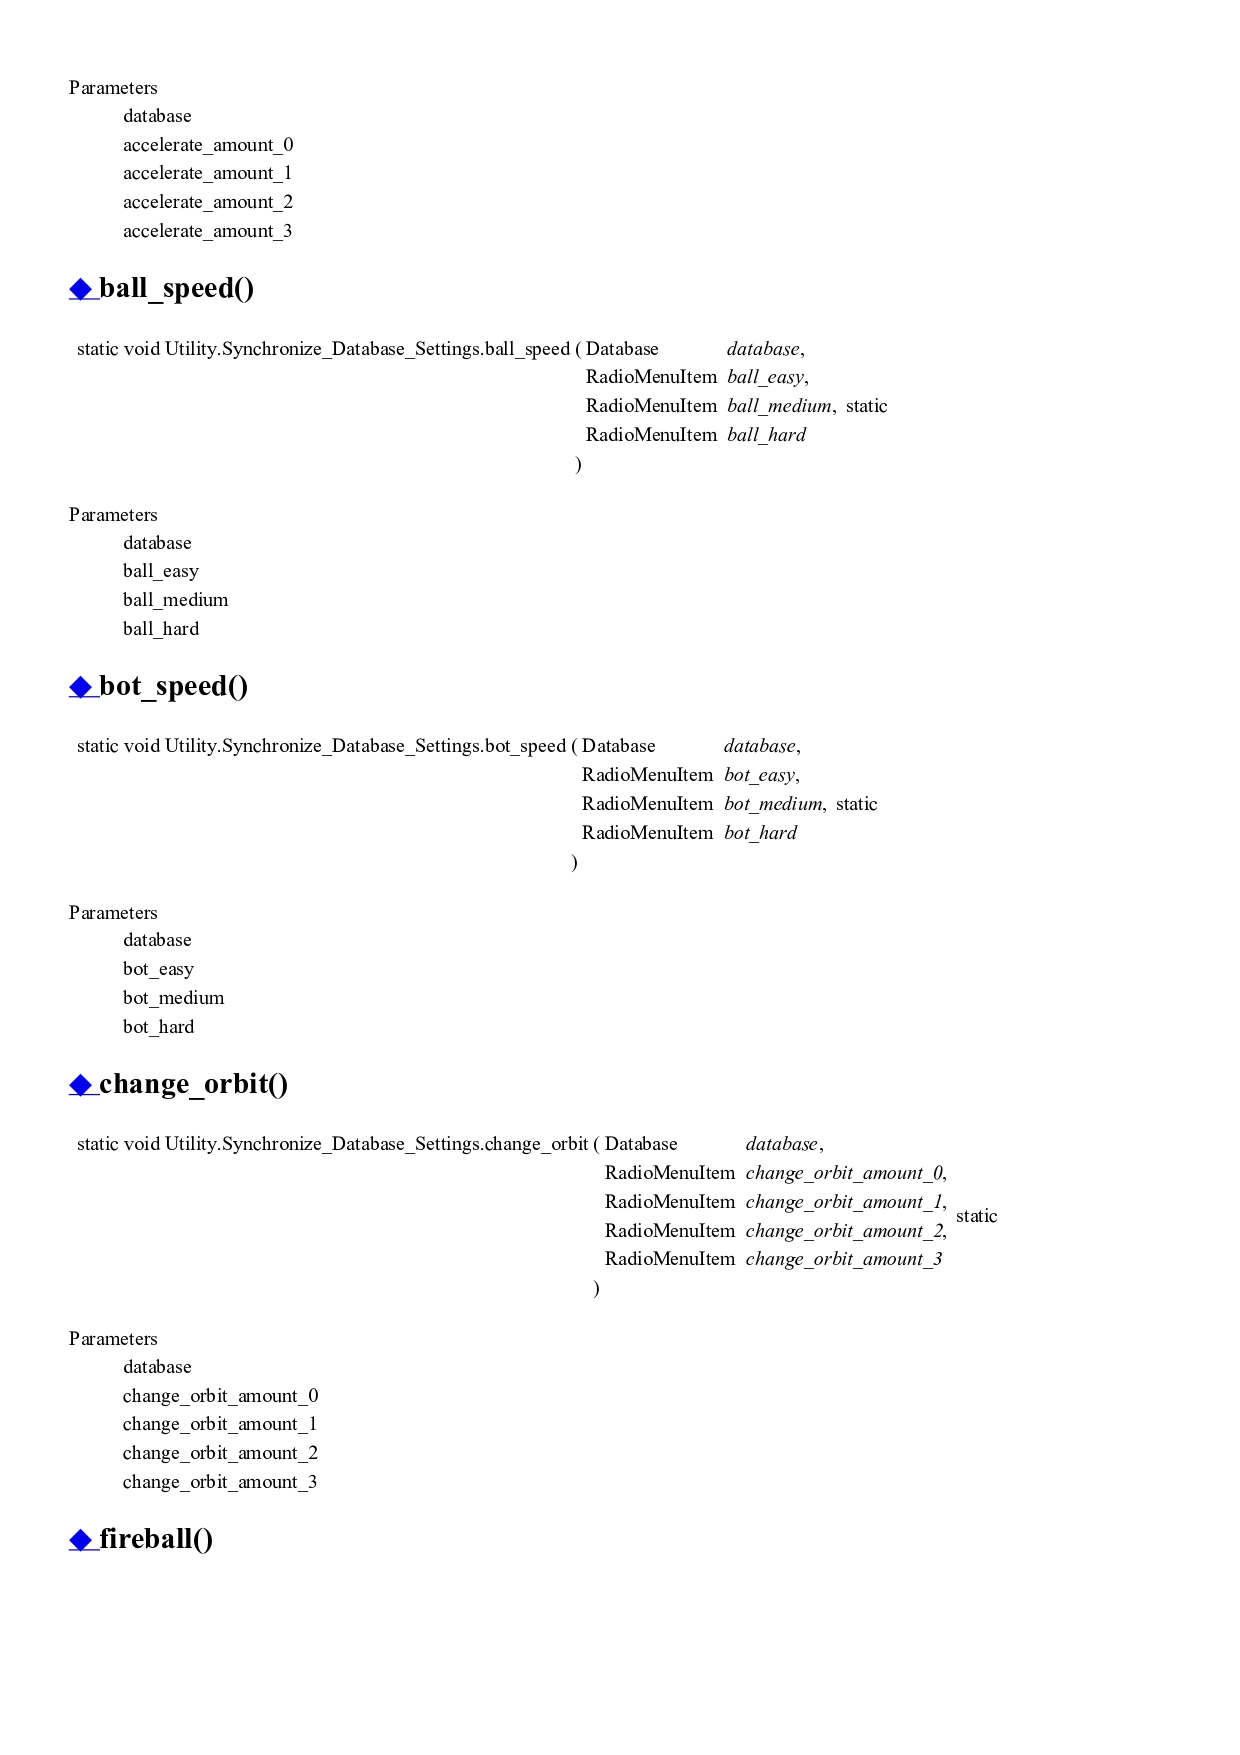 Parameters
database
accelerate_amount_0
accelerate_amount_1
accelerate_amount_2
accelerate_amount_3
◆ ball_speed()
static void Utility.Synchronize_Database_Settings.ball_speed ( Database database,
RadioMenuItem ball_easy,
RadioMenuItem ball_medium, static
RadioMenuItem ball_hard
)
Parameters
database
ball_easy
ball_medium
ball_hard
◆ bot_speed()
static void Utility.Synchronize_Database_Settings.bot_speed ( Database database,
RadioMenuItem bot_easy,
RadioMenuItem bot_medium, static
RadioMenuItem bot_hard
)
Parameters
database
bot_easy
bot_medium
bot_hard
◆ change_orbit()
static void Utility.Synchronize_Database_Settings.change_orbit ( Database database,
RadioMenuItem change_orbit_amount_0,
RadioMenuItem change_orbit_amount_1,
static
RadioMenuItem change_orbit_amount_2,
RadioMenuItem change_orbit_amount_3
)
Parameters
database
change_orbit_amount_0
change_orbit_amount_1
change_orbit_amount_2
change_orbit_amount_3
◆ fireball()